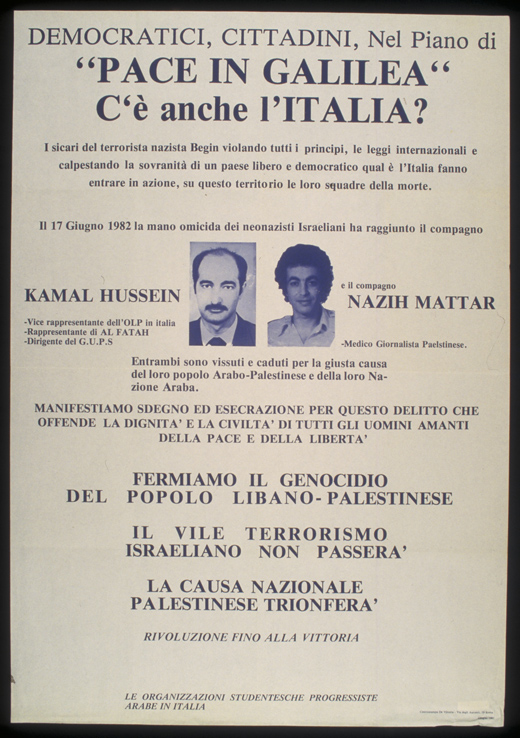 DEMOCRATICI, CITTADINI, Nel Piano di
“PACE IN GALILEA“
C‘è anche l’ITALIA?
I sicari del terrorista nazista Begin violando tutti i principi, le leggi internazionali e
calpestando la sovranità di un paese libero e democratico qual è l'Italia fanno
entrare in azione, su questo territorio le loro squadre della morte.
Il 17 Giugno 1982 la mano omicida dei neonazisti Israeliani ha raggiunto il compagno
KAMAL HUSSEIN
-Vice rappresentante dell'OLP in italia
-Rappresentante di AL FATAH
-Dirigente del G.U.P.S
e il compagno
NAZIH MATTAR
-Medico Giornalista Paelstinese.
Entrambi sono vissuti e caduti per la giusta causa
del loro popolo Arabo-Palestinese e della loro Na-
zione Araba.
MANIFESTIAMO SDEGNO ED ESECRAZIONE PER QUESTO DELITTO CHE
OFFENDE LA DIGNITA’ E LA CIVILTA’ DI TUTTI GLI UOMINI AMANTI
DELLA PACE E DELLA LIBERTA’
FERMIAMO IL GENOCIDIO
DEL POPOLO LIBANO-PALESTINESE
IL VILE TERRORISMO
ISRAELIANO NON PASSERA’
LA CAUSA NAZIONALE
PALESTINESE TRIONFERA’
RIVOLUZIONE FINO ALLA VITTORIA
LE ORGANIZZAZIONI STUDENTESCHE PROGRESSISTE
ARABE IN ITALIA